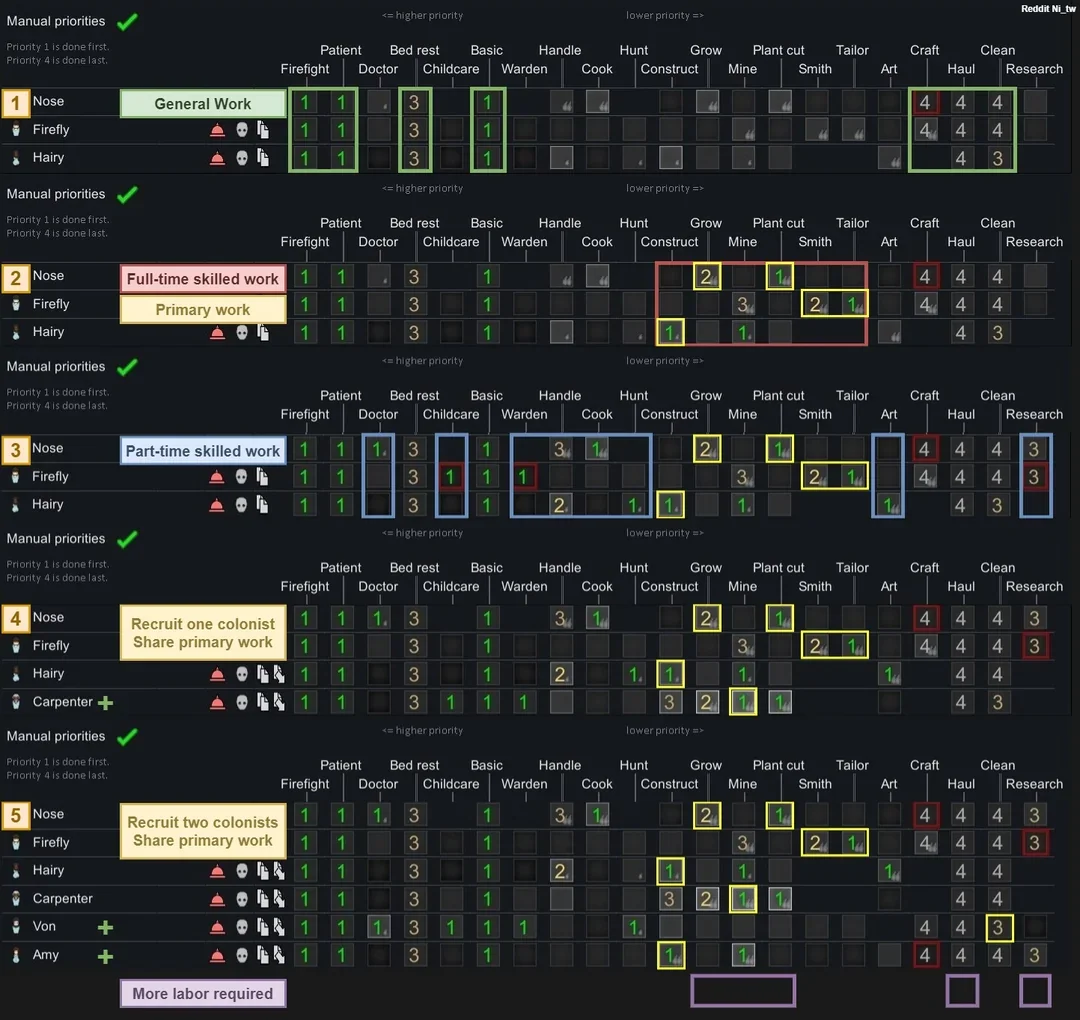 Reddit Ni_tw
Manual priorities
<= higher priority lower priority =>
Priority 1 is done first.
Priority 4 is done last.
Patient Bed rest Basic Handle Hunt Grow Plant cut Tailor Craft Clean
Firefight Doctor Childcare Warden Cook Construct Mine Smith Art Haul Research
1 Nose General Work 1 1 3 1 4 4 4
Firefly 1 1 3 1 4 4 4
Hairy 1 1 3 1 4 3
Manual priorities
<= higher priority lower priority =>
Priority 1 is done first.
Priority 4 is done last.
Patient Bed rest Basic Handle Hunt Grow Plant cut Tailor Craft Clean
Firefight Doctor Childcare Warden Cook Construct Mine Smith Art Haul Research
2 Nose Full-time skilled work 1 1 3 1 2 1 4 4 4
Firefly Primary work 1 1 3 1 3 2 1 4 4 4
Hairy 1 1 3 1 1 1 4 3
Manual priorities
<= higher priority lower priority =>
Priority 1 is done first.
Priority 4 is done last.
Patient Bed rest Basic Handle Hunt Grow Plant cut Tailor Craft Clean
Firefight Doctor Childcare Warden Cook Construct Mine Smith Art Haul Research
3 Nose Part-time skilled work 1 1 1 3 1 3 1 2 1 4 4 4 3
Firefly 1 1 3 1 1 1 3 2 1 4 4 4 3
Hairy 1 1 3 1 2 1 1 1 1 4 3
Manual priorities
<= higher priority lower priority =>
Priority 1 is done first.
Priority 4 is done last.
Patient Bed rest Basic Handle Hunt Grow Plant cut Tailor Craft Clean
Firefight Doctor Childcare Warden Cook Construct Mine Smith Art Haul Research
4 Nose Recruit one colonist 1 1 1 3 1 3 1 2 1 4 4 4 3
Firefly Share primary work 1 1 3 1 3 2 1 4 4 4 3
Hairy 1 1 3 1 2 1 1 1 1 4 4
Carpenter 1 1 3 1 1 1 3 2 1 1 4 3
Manual priorities
<= higher priority lower priority =>
Priority 1 is done first.
Priority 4 is done last.
Patient Bed rest Basic Handle Hunt Grow Plant cut Tailor Craft Clean
Firefight Doctor Childcare Warden Cook Construct Mine Smith Art Haul Research
5 Nose Recruit two colonists 1 1 1 3 1 3 1 2 1 4 4 4 3
Firefly Share primary work 1 1 3 1 3 2 1 4 4 4 3
Hairy 1 1 3 1 2 1 1 1 4 4
Carpenter 1 1 3 1 3 2 1 1 4 4
Von 1 1 1 3 1 1 1 1 4 4 3
Amy 1 1 3 1 1 1 4 4 4 3
More labor required